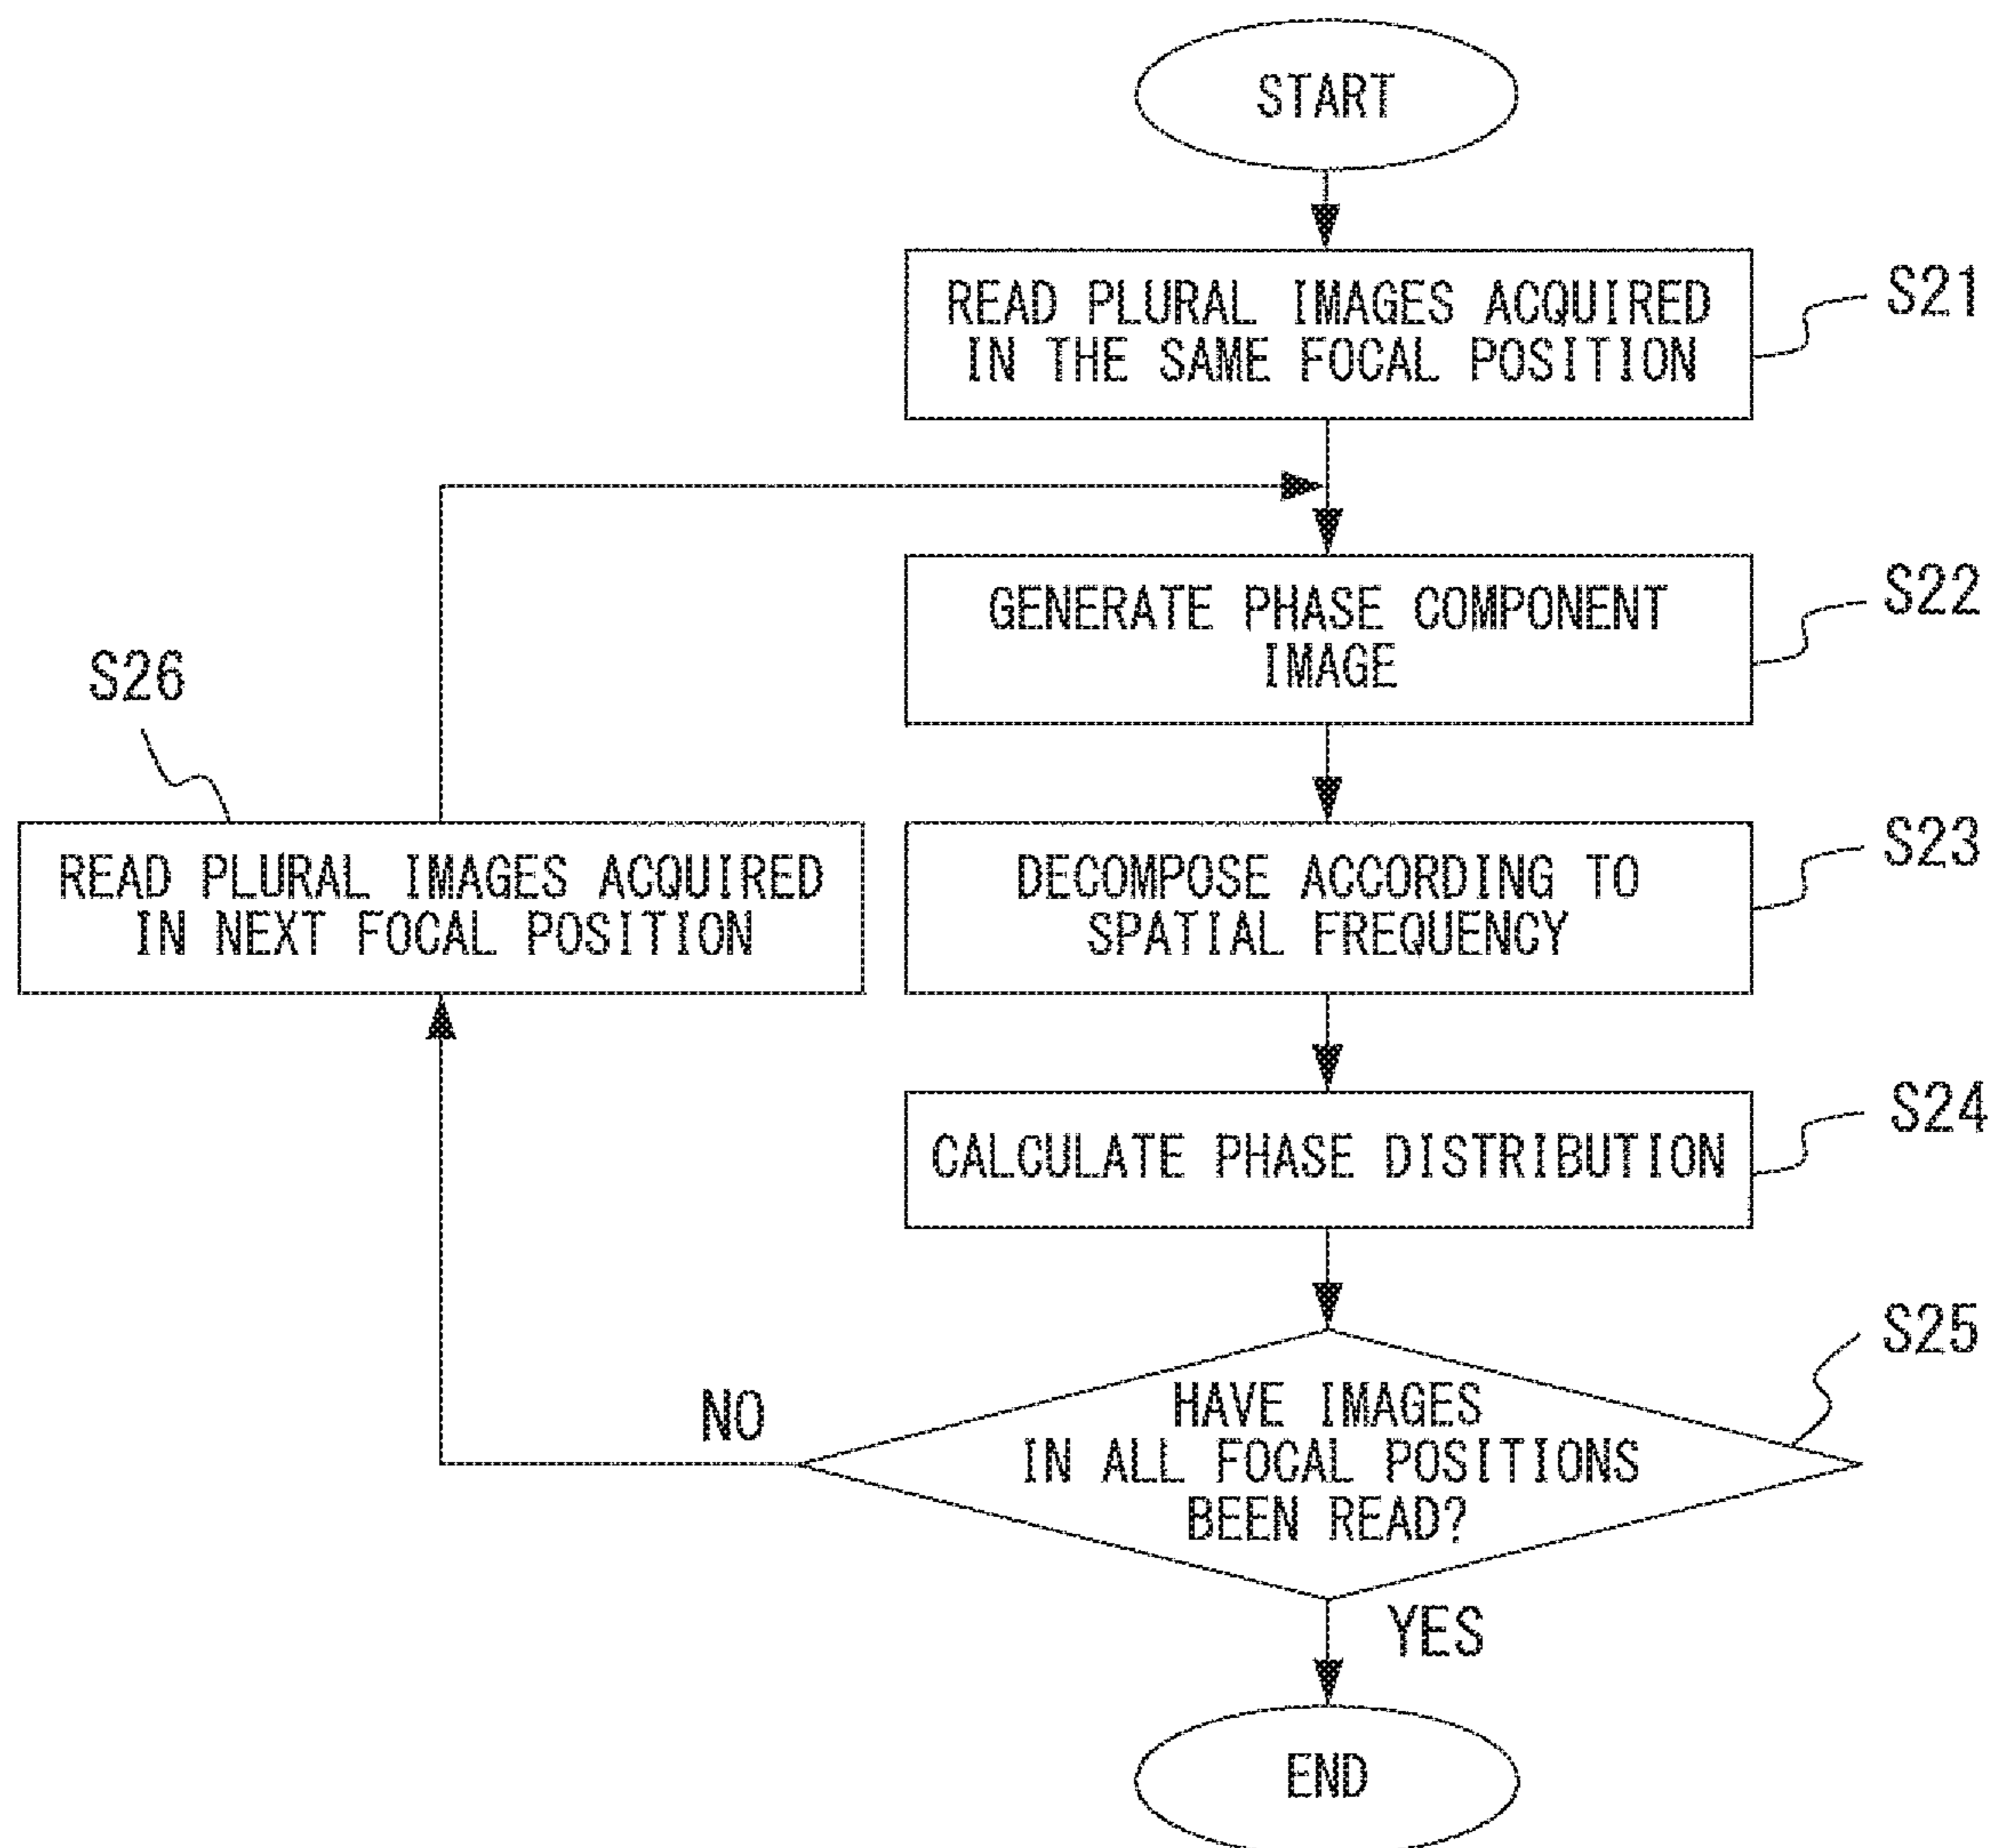 START
READ PLURAL IMAGES ACQUIRED
IN THE SAME FOCAL POSITION
S21
GENERATE PHASE COMPONENT
IMAGE
S22
S26
READ PLURAL IMAGES ACQUIRED
IN NEXT FOCAL POSITION
DECOMPOSE ACCORDING TO
SPATIAL FREQUENCY
S23
CALCULATE PHASE DISTRIBUTION
S24
HAVE IMAGES
IN ALL FOCAL POSITIONS
BEEN READ?
S25
NO
YES
END